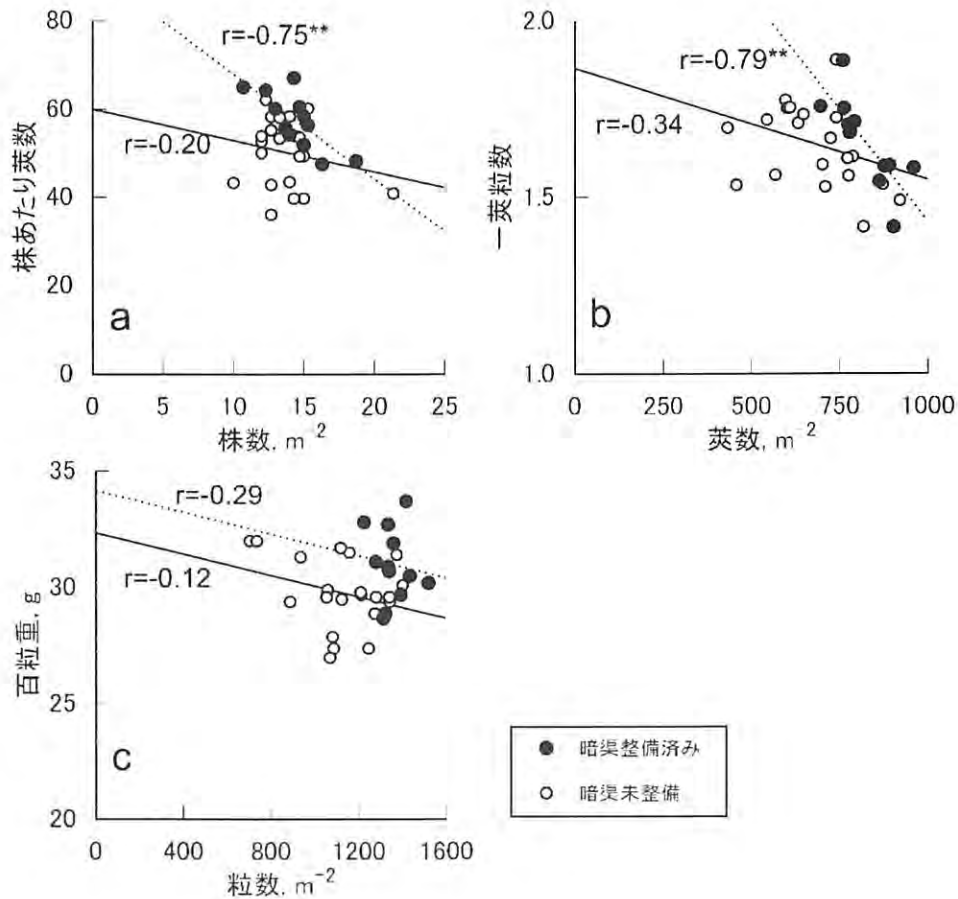 80
60
40
20
0
株あたり莢数
r=-0.75**
r=-0.20
a
0
5
10
15
20
25
株数, m⁻²
2.0
1.5
1.0
一莢粒数
r=-0.79**
r=-0.34
b
0
250
500
750
1000
莢数, m⁻²
35
30
25
20
百粒重, g
r=-0.29
r=-0.12
c
0
400
800
1200
1600
粒数, m⁻²
暗渠整備済み
暗渠未整備